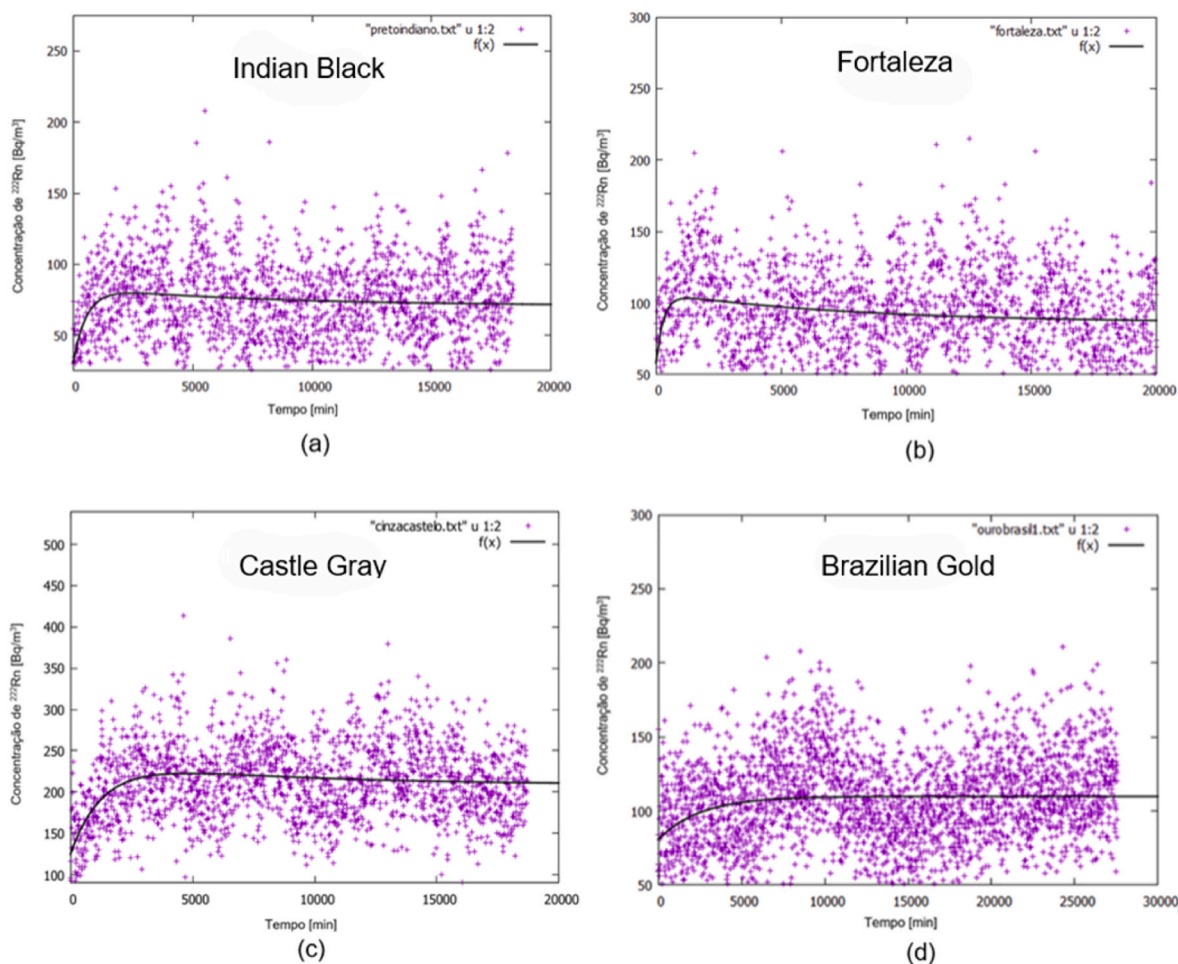 "pretoindiano.txt" u 1:2
f(x)
Indian Black
Concentração de ²²²Rn [Bq/m³]
250
200
150
100
50
0
5000
10000
15000
20000
Tempo [min]
(a)
"fortaleza.txt" u 1:2
f(x)
Fortaleza
Concentração de ²²²Rn [Bq/m³]
300
250
200
150
100
50
0
5000
10000
15000
20000
Tempo [min]
(b)
"cinzacastelo.txt" u 1:2
f(x)
Castle Gray
Concentração de ²²²Rn [Bq/m³]
500
450
400
350
300
250
200
150
100
0
5000
10000
15000
20000
Tempo [min]
(c)
"ourobrasil1.txt" u 1:2
f(x)
Brazilian Gold
Concentração de ²²²Rn [Bq/m³]
300
250
200
150
100
50
0
5000
10000
15000
20000
25000
30000
Tempo [min]
(d)